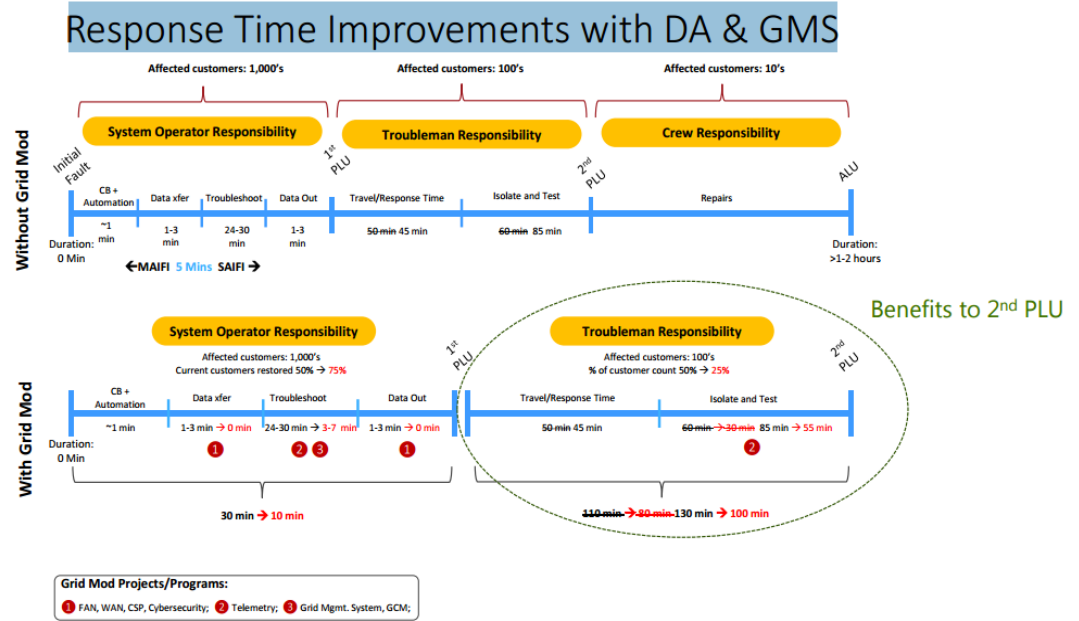 Response Time Improvements with DA & GMS
Affected customers: 1,000’s
Affected customers: 100's
Affected customers: 10's
System Operator Responsibility
Troubleman Responsibility
Crew Responsibility
Without Grid Mod
Initial
Fault
1st
PLU
2nd
PLU
ALU
CB +
Automation
Data xfer
Troubleshoot
Data Out
Travel/Response Time
Isolate and Test
Repairs
~1
min
1-3
min
24-30
min
1-3
min
50 min 45 min
60 min 85 min
Duration:
0 Min
Duration:
>1-2 hours
←MAIFI 5 Mins SAIFI →
Benefits to 2nd PLU
With Grid Mod
System Operator Responsibility
Affected customers: 1,000’s
Current customers restored 50% → 75%
1st
PLU
Troubleman Responsibility
Affected customers: 100's
% of customer count 50% → 25%
2nd
PLU
CB +
Automation
Data xfer
Troubleshoot
Data Out
Travel/Response Time
Isolate and Test
~1 min
1-3 min → 0 min
24-30 min → 3-7 min
1-3 min → 0 min
50 min 45 min
60 min → 30 min 85 min → 55 min
1
2 3
1
2
Duration:
0 Min
30 min → 10 min
110 min → 80 min 130 min → 100 min
Grid Mod Projects/Programs:
1 FAN, WAN, CSP, Cybersecurity; 2 Telemetry; 3 Grid Mgmt. System, GCM;